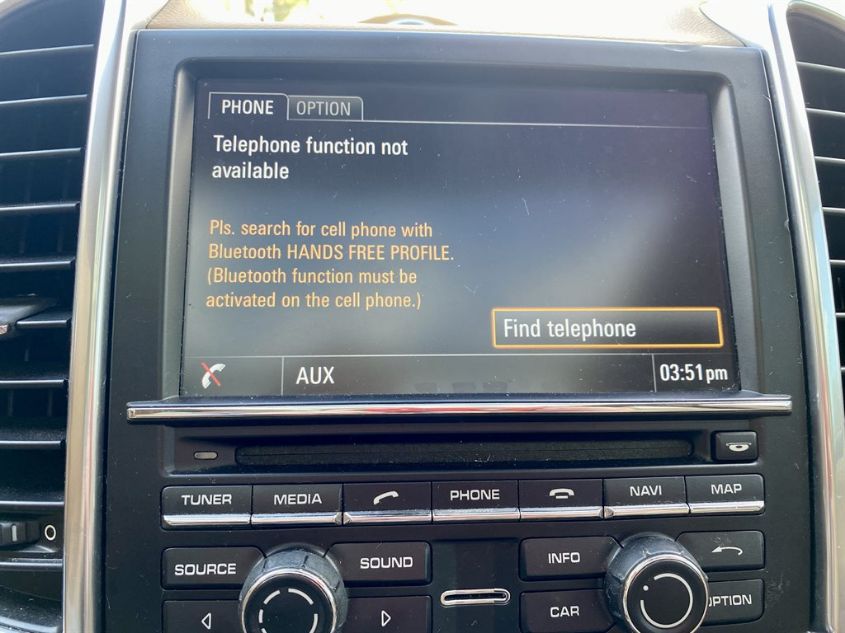 PHONE OPTION
Telephone function not
available
Pls. search for cell phone with
Bluetooth HANDS FREE PROFILE.
(Bluetooth function must be
activated on the cell phone.)
Find telephone
AUX 03:51pm
TUNER MEDIA PHONE NAVI MAP
SOURCE SOUND INFO
CAR OPTION